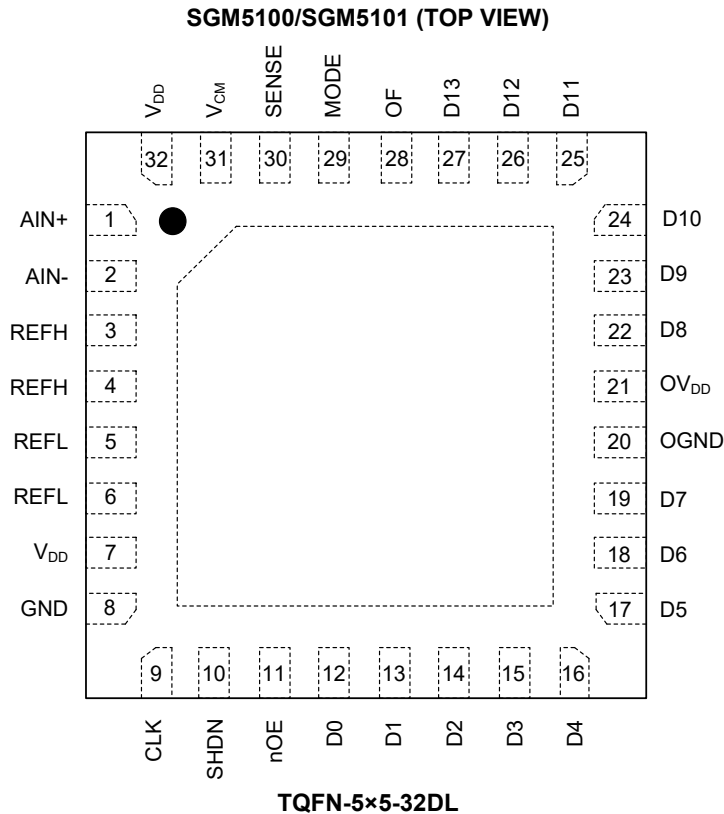 SGM5100/SGM5101 (TOP VIEW)
VDD
VCM
SENSE
MODE
OF
D13
D12
D11
32 31 30 29 28 27 26 25
AIN+ 1
AIN- 2
REFH 3
REFH 4
REFL 5
REFL 6
VDD 7
GND 8
24 D10
23 D9
22 D8
21 OVDD
20 OGND
19 D7
18 D6
17 D5
9 10 11 12 13 14 15 16
CLK
SHDN
nOE
D0
D1
D2
D3
D4
TQFN-5×5-32DL